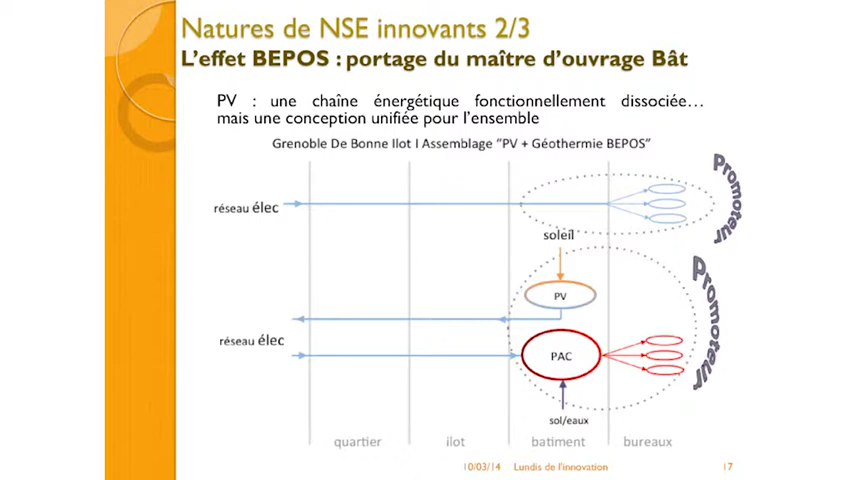 Natures de NSE innovants 2/3
L'effet BEPOS : portage du maître d'ouvrage Bât
PV : une chaîne énergétique fonctionnellement dissociée…
mais une conception unifiée pour l'ensemble
Grenoble De Bonne Ilot I Assemblage "PV + Géothermie BEPOS"
Promoteur
réseau élec
soleil
Promoteur
PV
réseau élec
PAC
sol/eaux
quartier
ilot
batiment
bureaux
10/03/14 Lundis de l'innovation 17